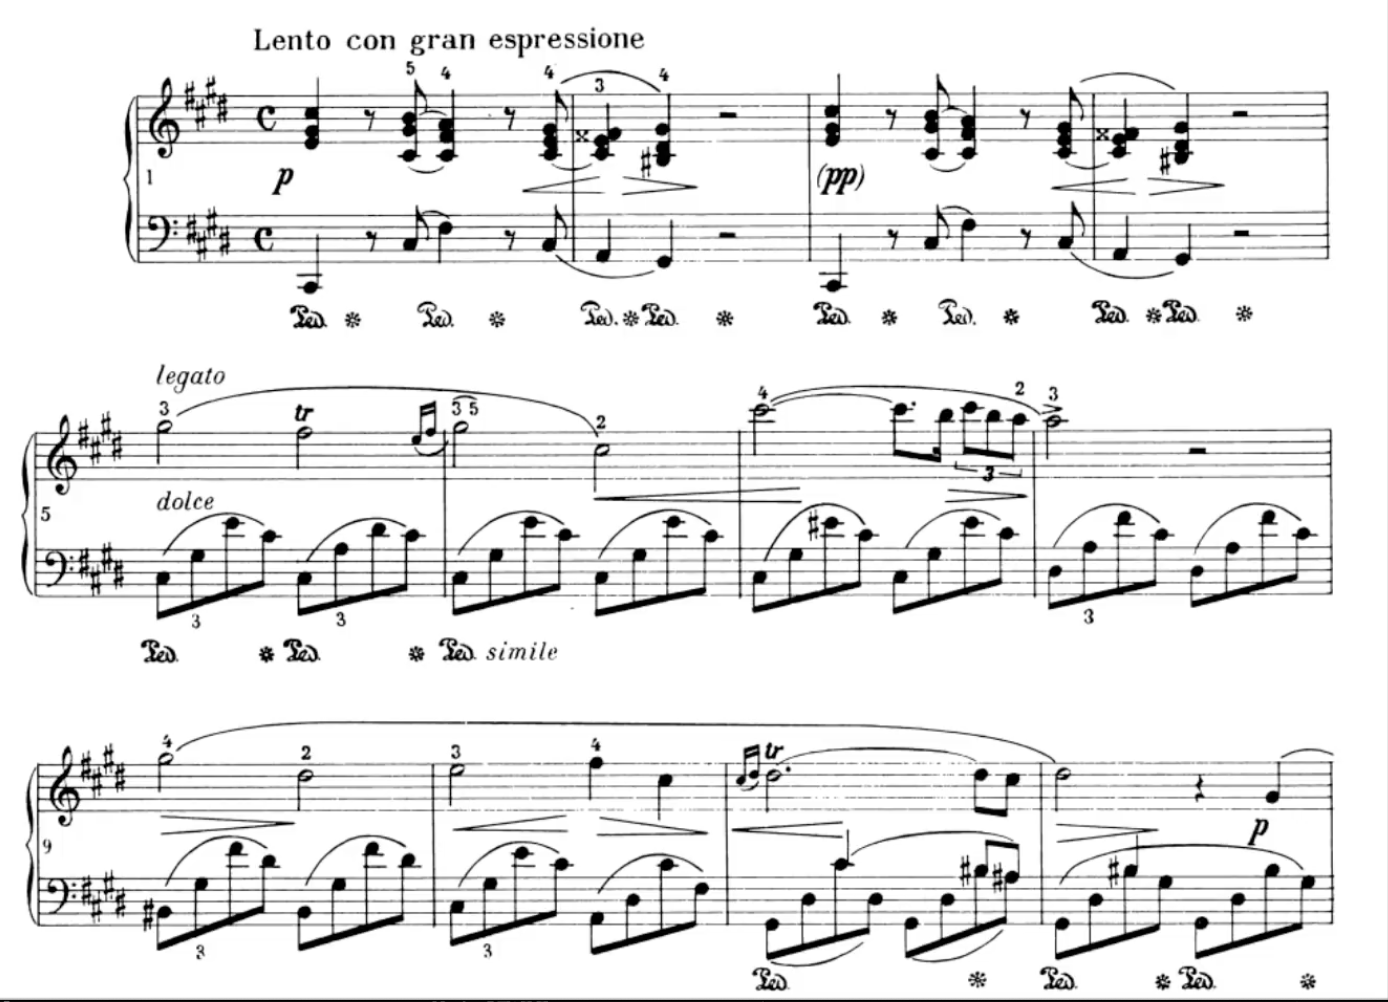 Lento con gran espressione
5 4 4 3 4
1 p (pp)
Ped. * Ped. * Ped. * Ped. * Ped. * Ped. * Ped. * Ped. *
legato
3 tr 3 5 2 4 2 3
3
5 dolce
3 3 3
Ped. * Ped. * Ped. simile
4 2 3 4 tr
9 p
3 3
Ped. * Ped. * Ped. *